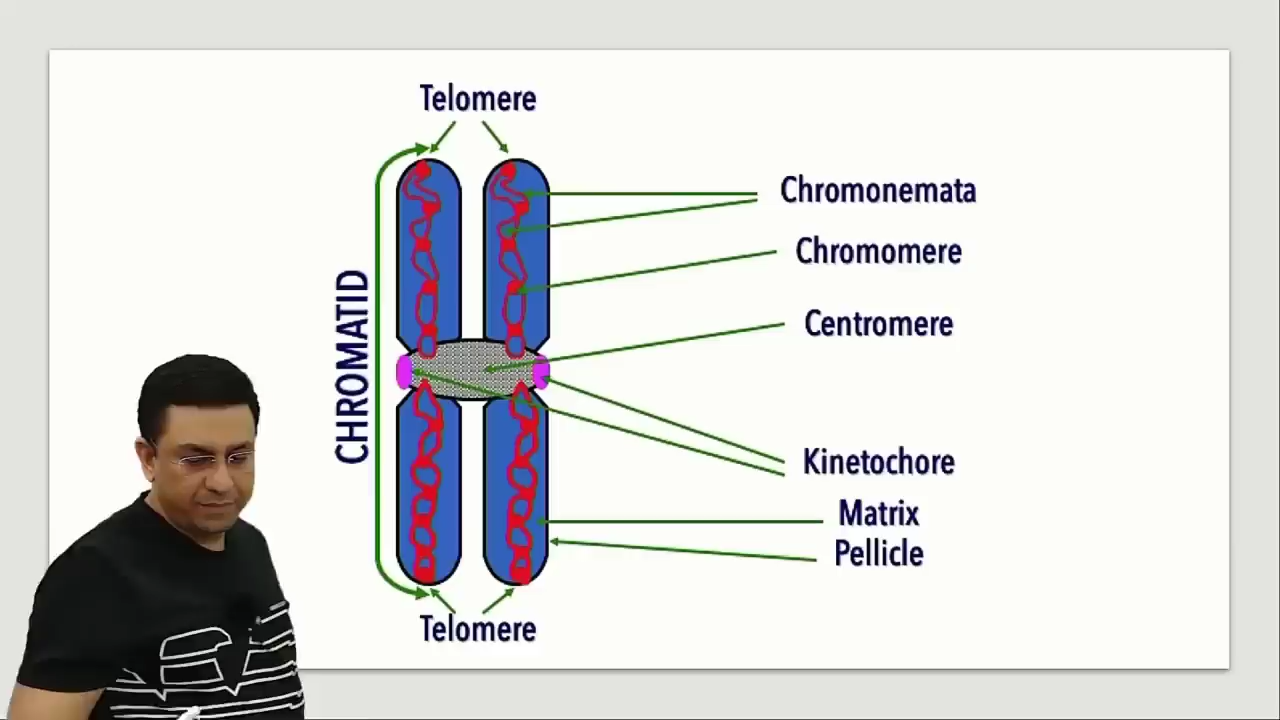 Telomere
Chromonemata
Chromomere
Centromere
CHROMATID
Kinetochore
Matrix
Pellicle
Telomere